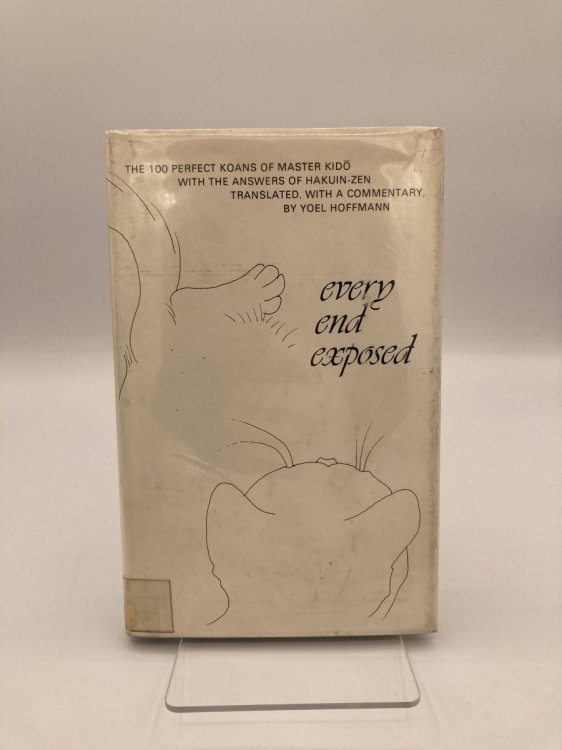 THE 100 PERFECT KOANS OF MASTER KIDŌ
WITH THE ANSWERS OF HAKUIN-ZEN
TRANSLATED, WITH A COMMENTARY,
BY YOEL HOFFMANN
every
end
exposed